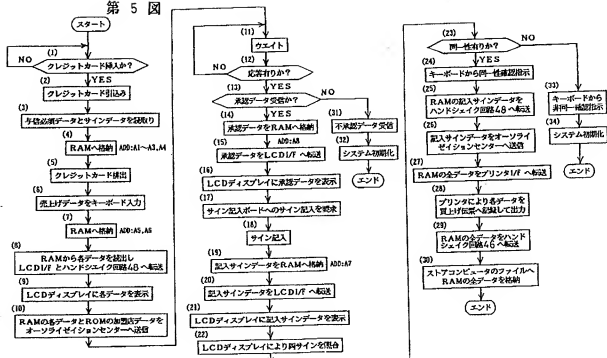 第 5 図
スタート
(1)
クレジットカード挿入か?
NO
YES
(2)
クレジットカード引込み
(3)
与信必須データとサインデータを読取り
(4)
RAMへ格納 ADD:A1~A3,A4
(5)
クレジットカード排出
(6)
売上げデータをキーボード入力
(7)
RAMへ格納 ADD:A5,A6
(8)
RAMから各データを読出し
LCDI/Fとハンドシェイク回路48へ転送
(9)
LCDディスプレイに各データを表示
(10)
RAMの各データとROMの加盟店データを
オーソライゼイションセンターへ送信
(11)
ウエイト
(12)
応答有りか?
NO
YES
(13)
承認データ受信か?
NO
YES
(14)
承認データをRAMへ格納
ADD:A8
(15)
承認データをLCDI/Fへ転送
(16)
LCDディスプレイに承認データを表示
(17)
サイン記入ボードへのサイン記入を要求
(18)
サイン記入
(19)
記入サインデータをRAMへ格納 ADD:A7
(20)
記入サインデータをLCDI/Fへ転送
(21)
LCDディスプレイに記入サインデータを表示
(22)
LCDディスプレイにより両サインを照合
(31)
不承認データ受信
(32)
システム初期化
エンド
(23)
同一性有りか?
NO
YES
(24)
キーボードから同一性確認指示
(25)
RAMの記入サインデータを
ハンドシェイク回路48へ転送
(26)
記入サインデータをオーソラ
イゼイションセンターへ送信
(27)
RAMの全データをプリンタI/Fへ転送
(28)
プリンタにより各データを
買上げ伝票へ記録して出力
(29)
RAMの全データをハンド
シェイク回路46へ転送
(30)
ストアコンピュータのファイルへ
RAMの全データを格納
エンド
(33)
キーボードから
非同一確認指示
(34)
システム初期化
エンド